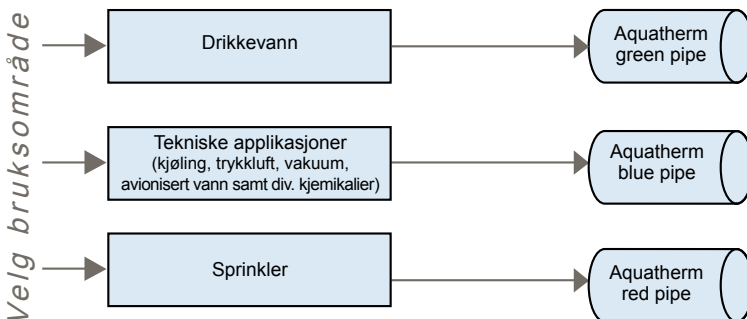 Velg bruksområde
Drikkevann
Aquatherm
green pipe
Tekniske applikasjoner
(kjøling, trykkluft, vakuum,
avionisert vann samt div. kjemikalier)
Aquatherm
blue pipe
Sprinkler
Aquatherm
red pipe